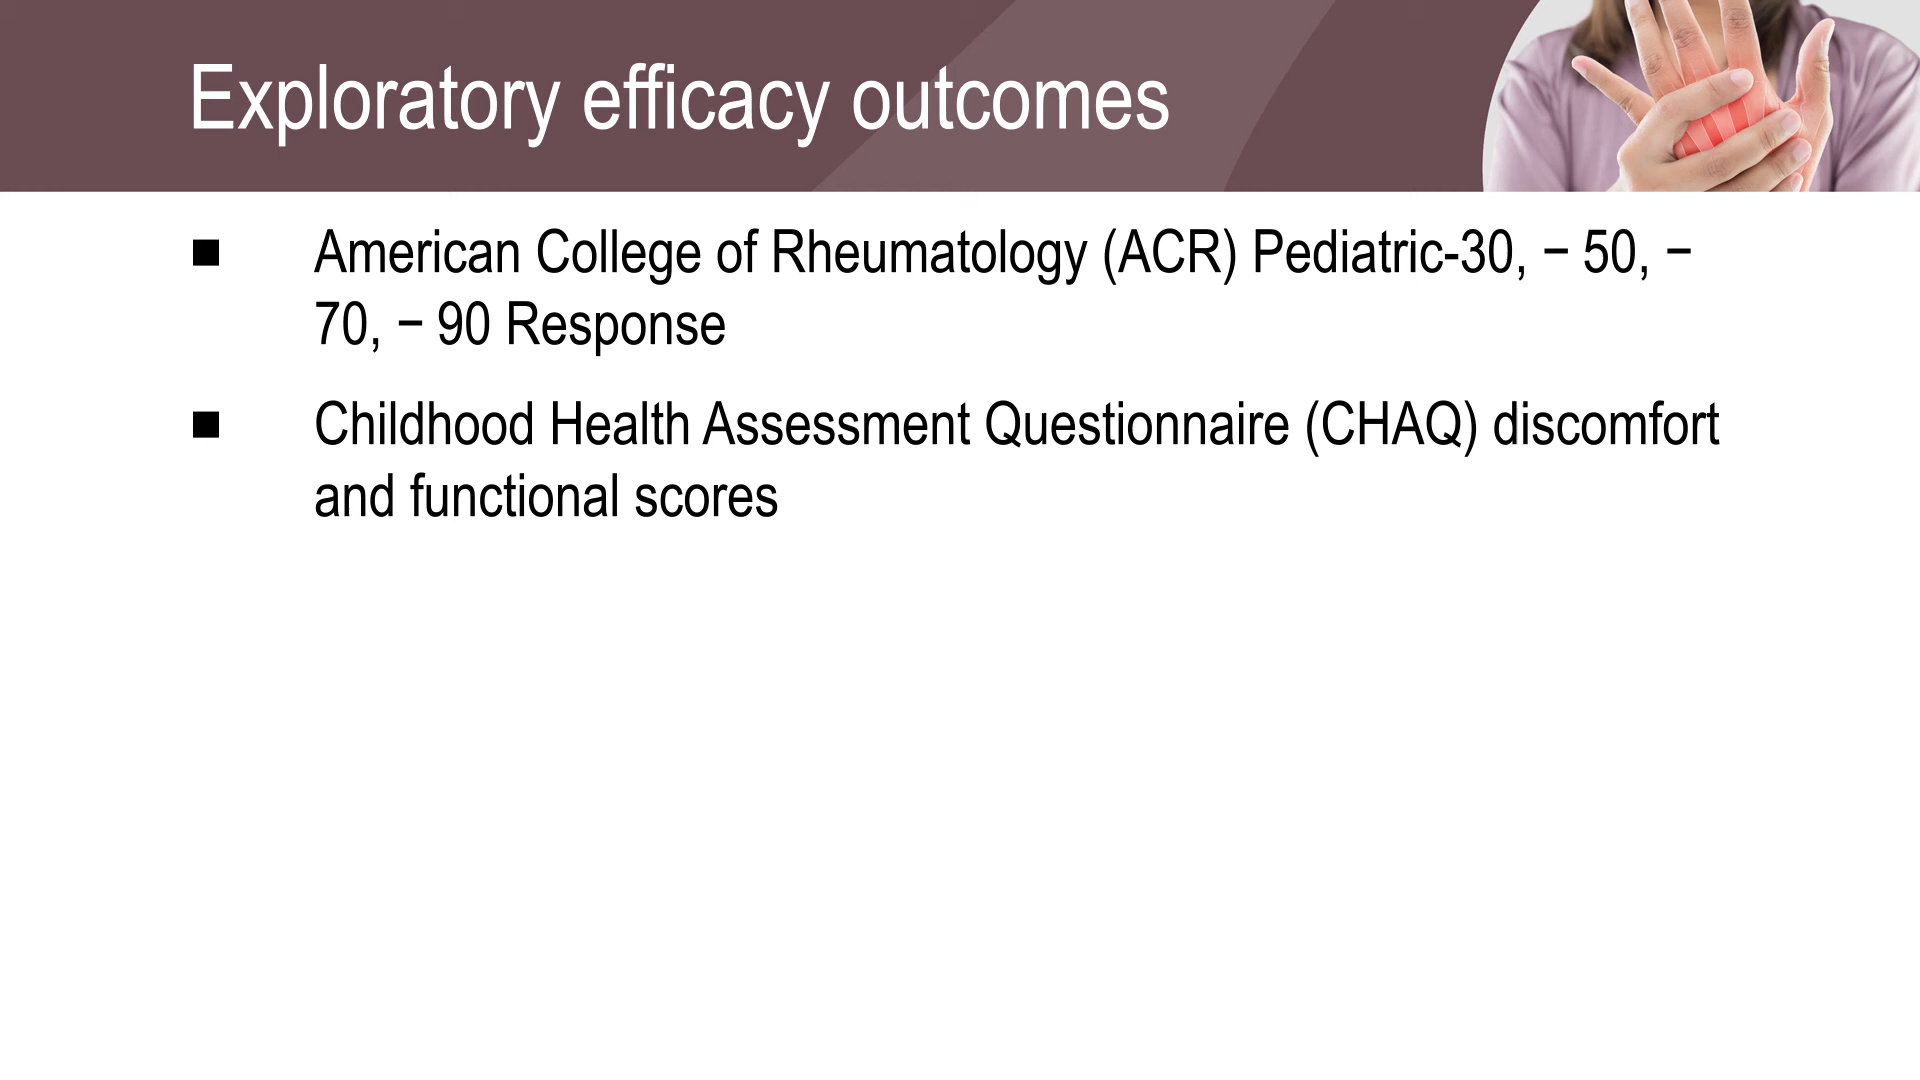 Exploratory efficacy outcomes
■ American College of Rheumatology (ACR) Pediatric-30, − 50, −
70, − 90 Response
■ Childhood Health Assessment Questionnaire (CHAQ) discomfort
and functional scores